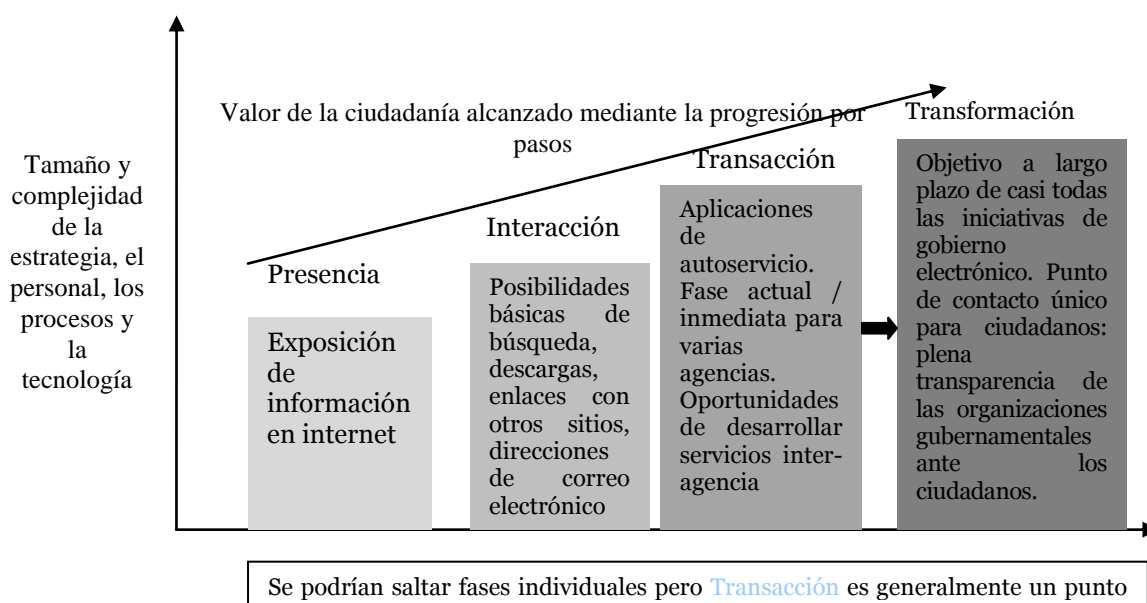 Valor de la ciudadanía alcanzado mediante la progresión por
pasos
Tamaño y
complejidad
de la
estrategia, el
personal, los
procesos y
la
tecnología
Presencia
Exposición
de
información
en internet
Interacción
Posibilidades
básicas de
búsqueda,
descargas,
enlaces con
otros sitios,
direcciones
de correo
electrónico
Transacción
Aplicaciones
de
autoservicio.
Fase actual /
inmediata para
varias
agencias.
Oportunidades
de desarrollar
servicios inter-
agencia
Transformación
Objetivo a largo
plazo de casi todas
las iniciativas de
gobierno
electrónico. Punto
de contacto único
para ciudadanos:
plena
transparencia de
las organizaciones
gubernamentales
ante los
ciudadanos.
Se podrían saltar fases individuales pero Transacción es generalmente un punto